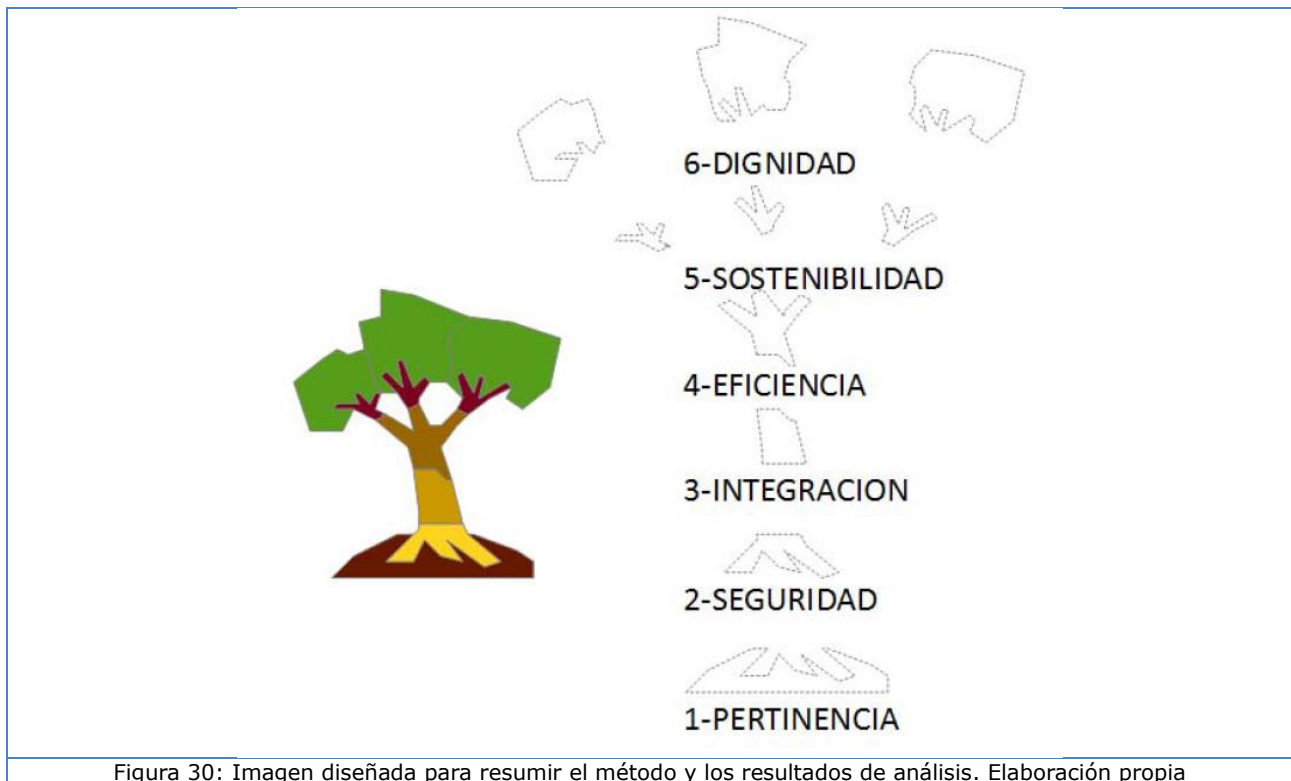 6-DIGNIDAD
5-SOSTENIBILIDAD
4-EFICIENCIA
3-INTEGRACION
2-SEGURIDAD
1-PERTINENCIA
Figura 30: Imagen diseñada para resumir el método y los resultados de análisis. Elaboración propia